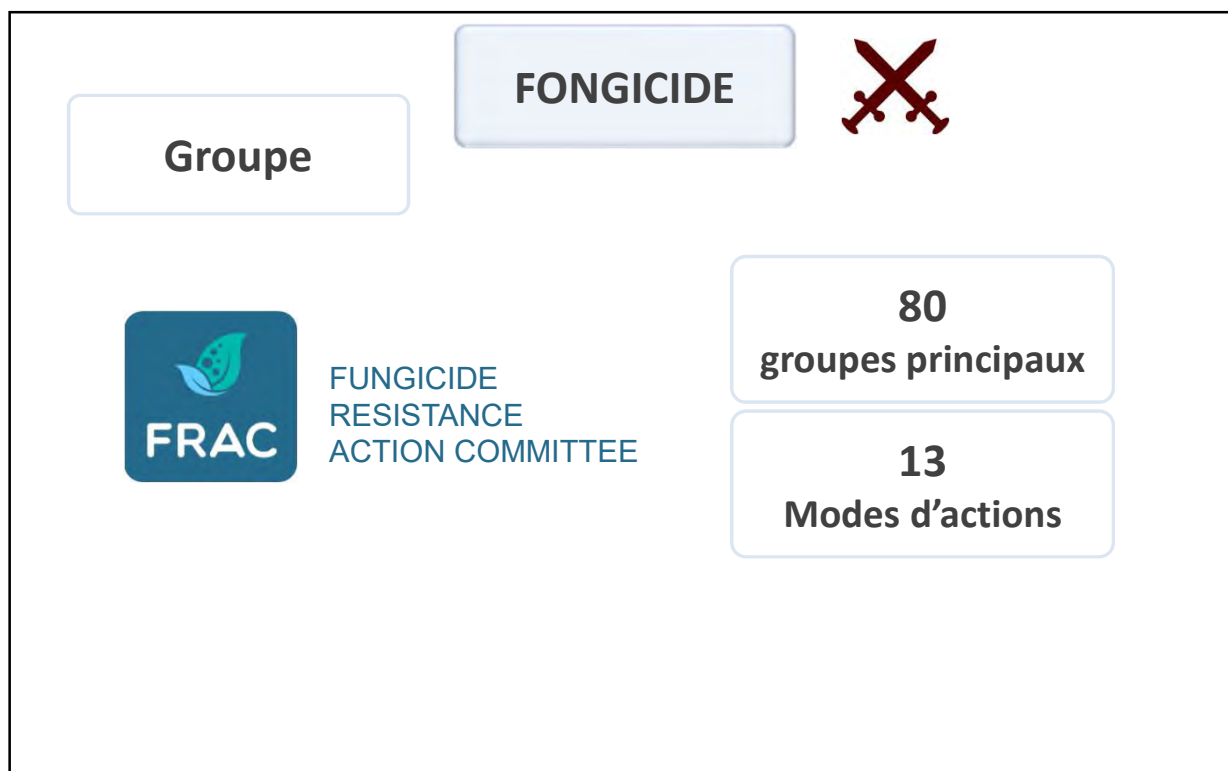 FONGICIDE
Groupe
FRAC
FUNGICIDE
RESISTANCE
ACTION COMMITTEE
80
groupes principaux
13
Modes d’actions